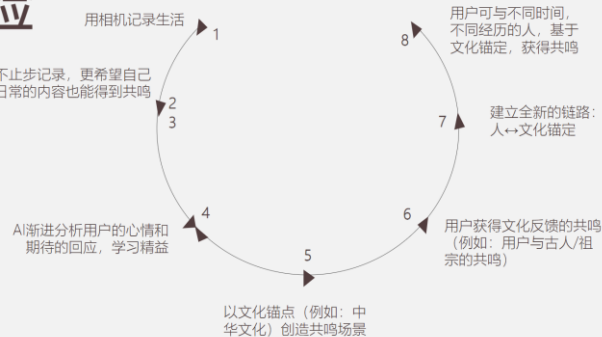 应
用相机记录生活
1
不止步记录，更希望自己
日常的内容也能得到共鸣
2
3
AI渐进分析用户的心情和
期待的回应，学习精益
4
5
以文化锚点（例如：中
华文化）创造共鸣场景
6
用户获得文化反馈的共鸣
（例如：用户与古人/祖
宗的共鸣）
7
建立全新的链路：
人↔文化锚定
8
用户可与不同时间，
不同经历的人，基于
文化锚定，获得共鸣